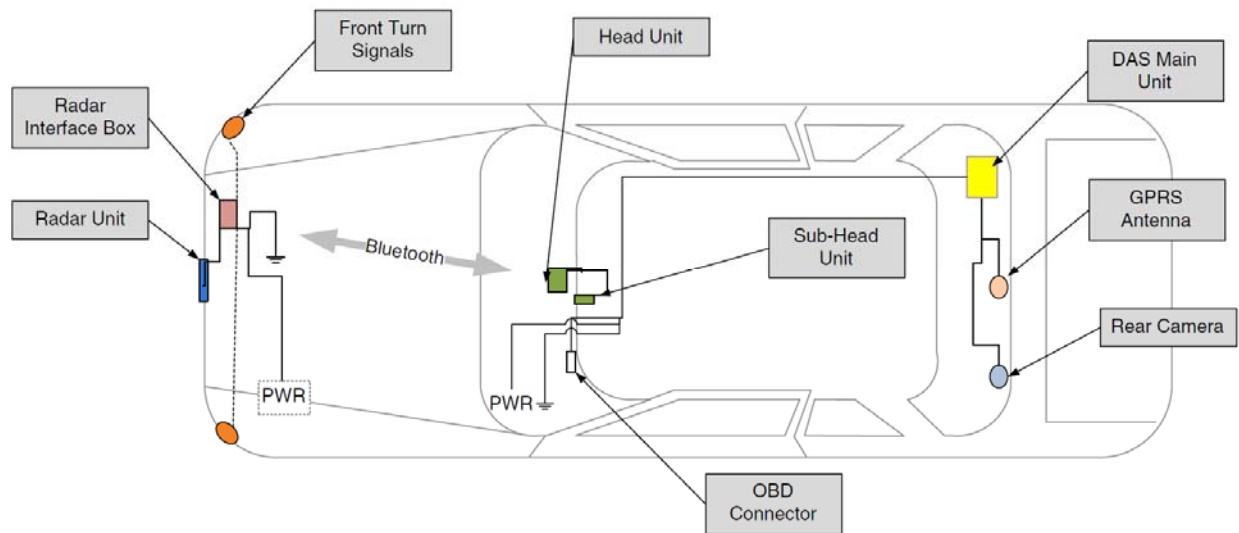 Front Turn
Signals
Head Unit
DAS Main
Unit
Radar
Interface Box
Radar Unit
GPRS
Antenna
Bluetooth
Sub-Head
Unit
Rear Camera
PWR
PWR
OBD
Connector